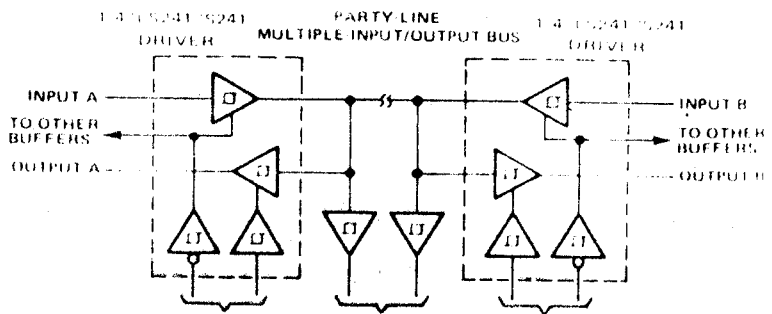 PARTY-LINE
MULTIPLE-INPUT/OUTPUT BUS
DRIVER
DRIVER
INPUT A
INPUT B
TO OTHER
BUFFERS
TO OTHER
BUFFERS
OUTPUT A
OUTPUT B